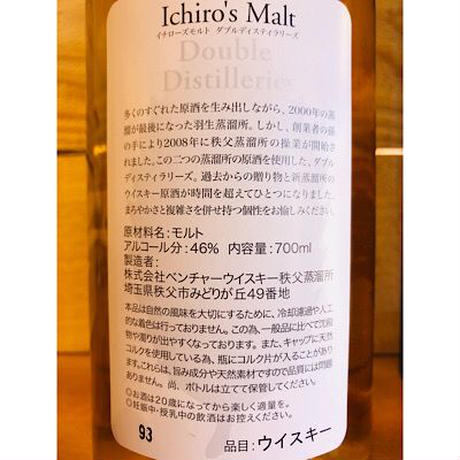 Ichiro's Malt
イチローズモルト ダブルディスティラリーズ
Double
Distilleries
多くのすぐれた原酒を生み出しながら、2000年の蒸
溜が最後になった羽生蒸溜所。しかし、創業者の孫
の手により2008年に秩父蒸溜所の操業が開始さ
れました。この二つの蒸溜所の原酒を使用した、ダブル
ディスティラリーズ。過去からの贈り物と新蒸溜所の
ウイスキー原酒が時間を超えてひとつになりました。
まろやかさと複雑さを併せ持つ個性をお愉しみください。
原材料名:モルト
アルコール分:46% 内容量:700ml
製造者:
株式会社ベンチャーウイスキー秩父蒸溜所
埼玉県秩父市みどりが丘49番地
本品は自然の風味を大切にするために、冷却濾過や人工
的な着色は行っておりません。この為、一般品に比べて沈殿
物や濁りが出やすくなっております。また、キャップに天然
コルクを使用している為、瓶にコルク片が入ることがあり
ます。これらは、旨み成分や天然素材ですので品質には問題
ありません。尚、ボトルは立てて保管してください。
◎お酒は20歳になってから楽しく適量を。
◎妊娠中・授乳中の飲酒はお控えください。
93
品目:ウイスキー